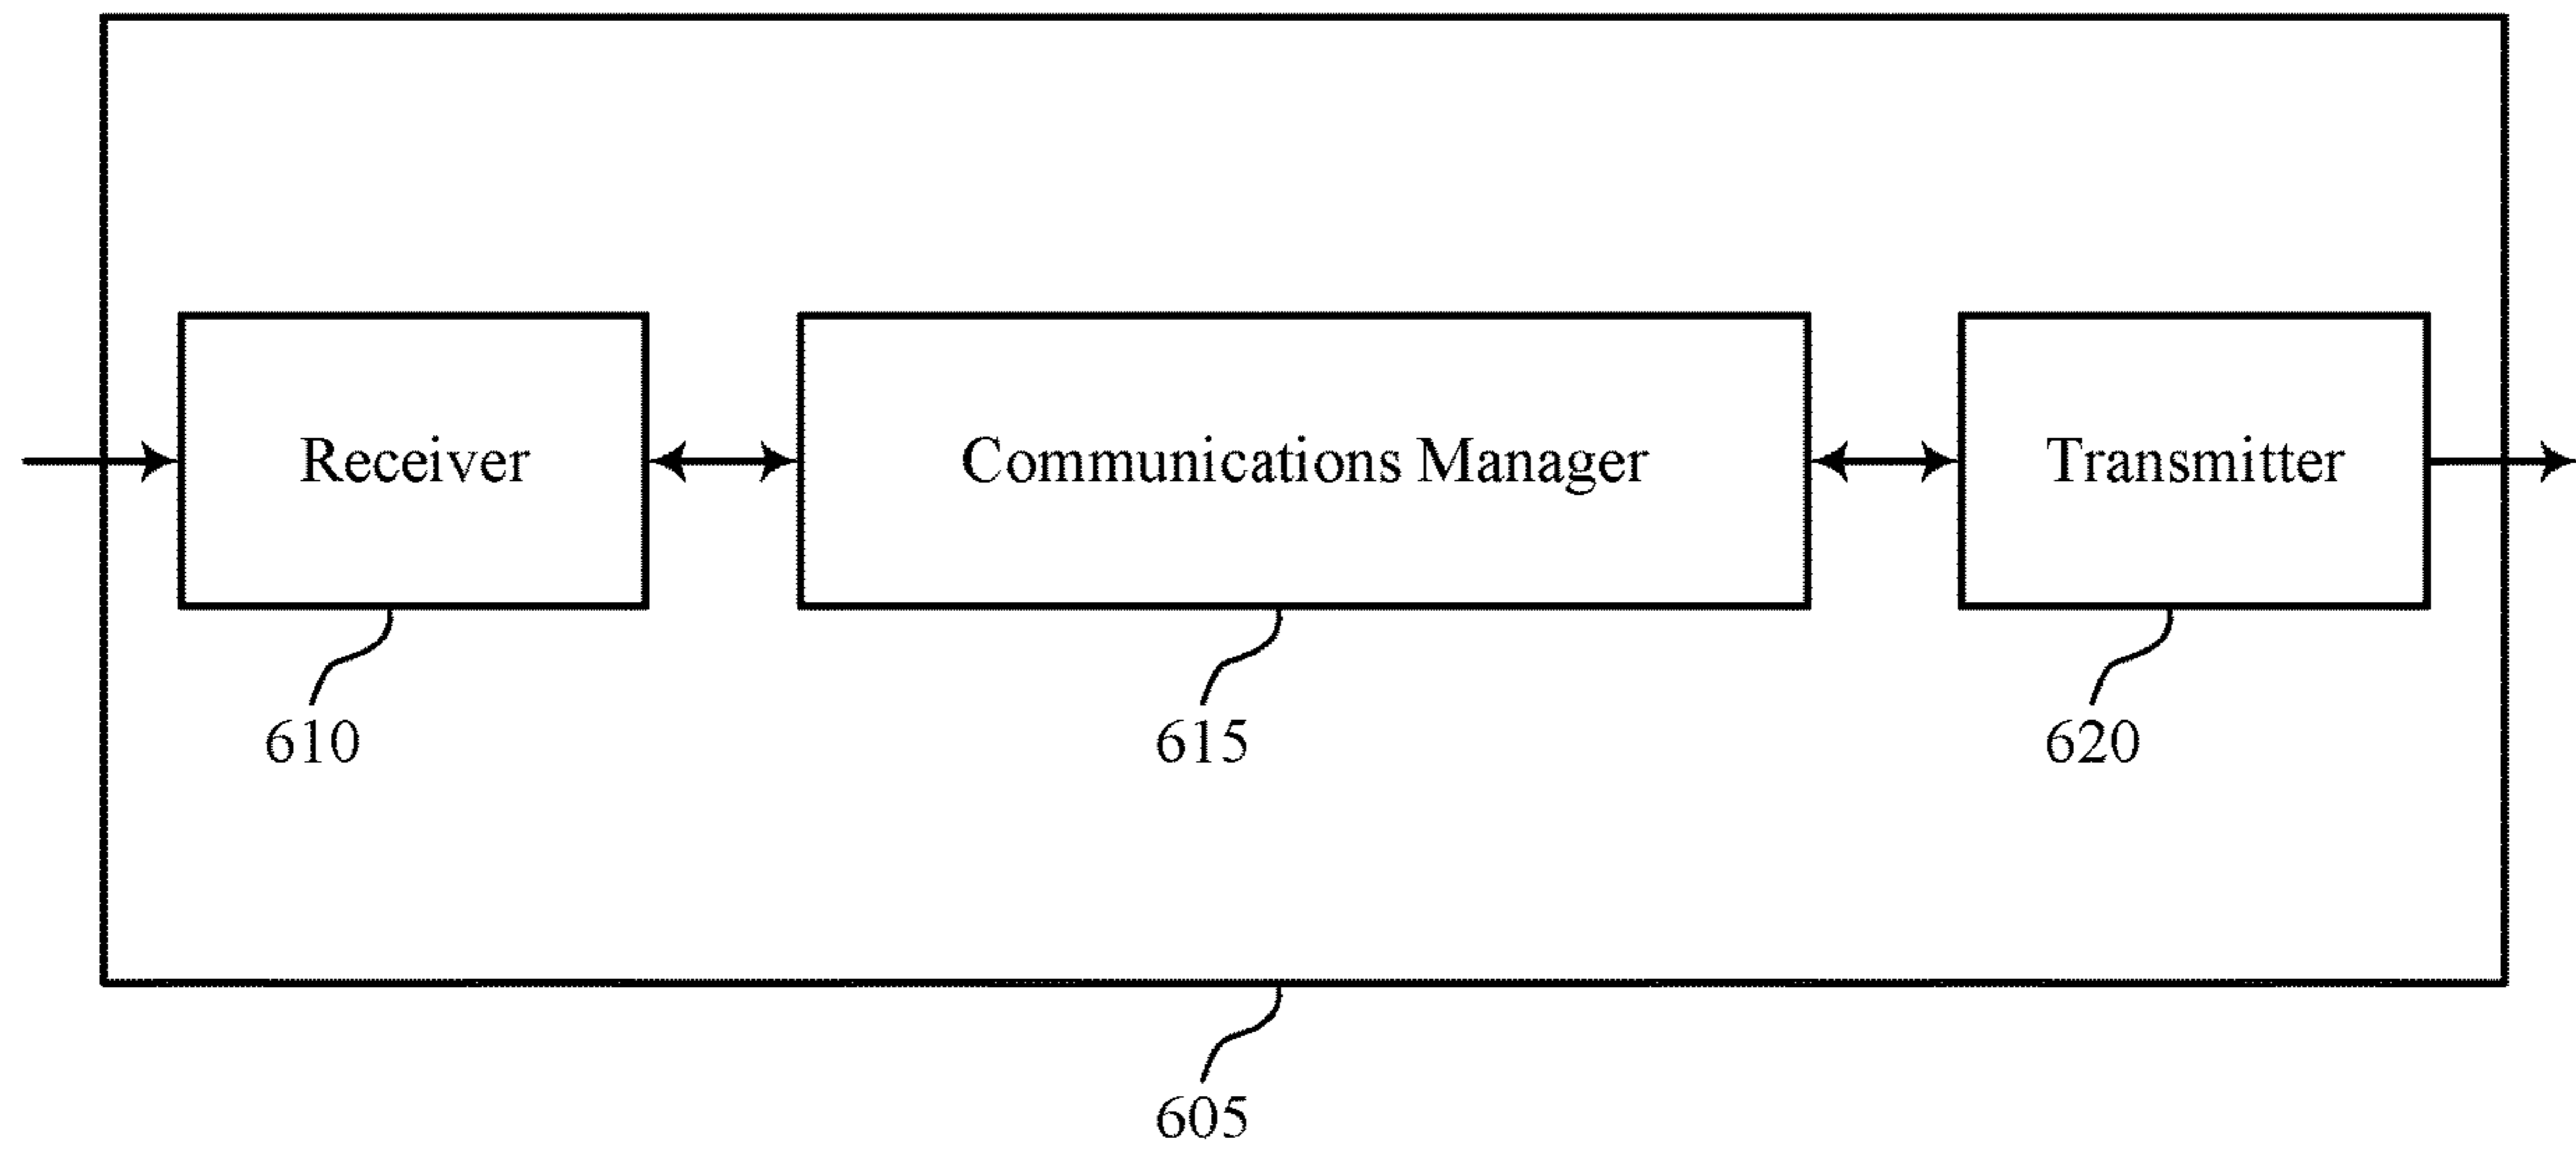 Receiver
Communications Manager
Transmitter
610
615
620
605